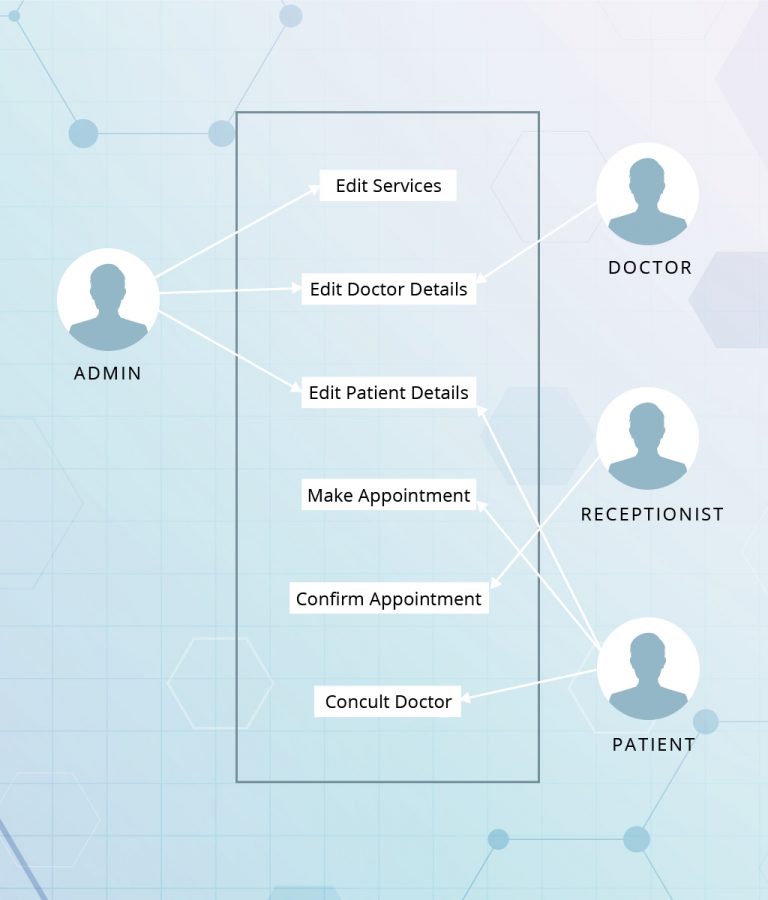 Edit Services
DOCTOR
Edit Doctor Details
ADMIN
Edit Patient Details
Make Appointment
RECEPTIONIST
Confirm Appointment
Concult Doctor
PATIENT